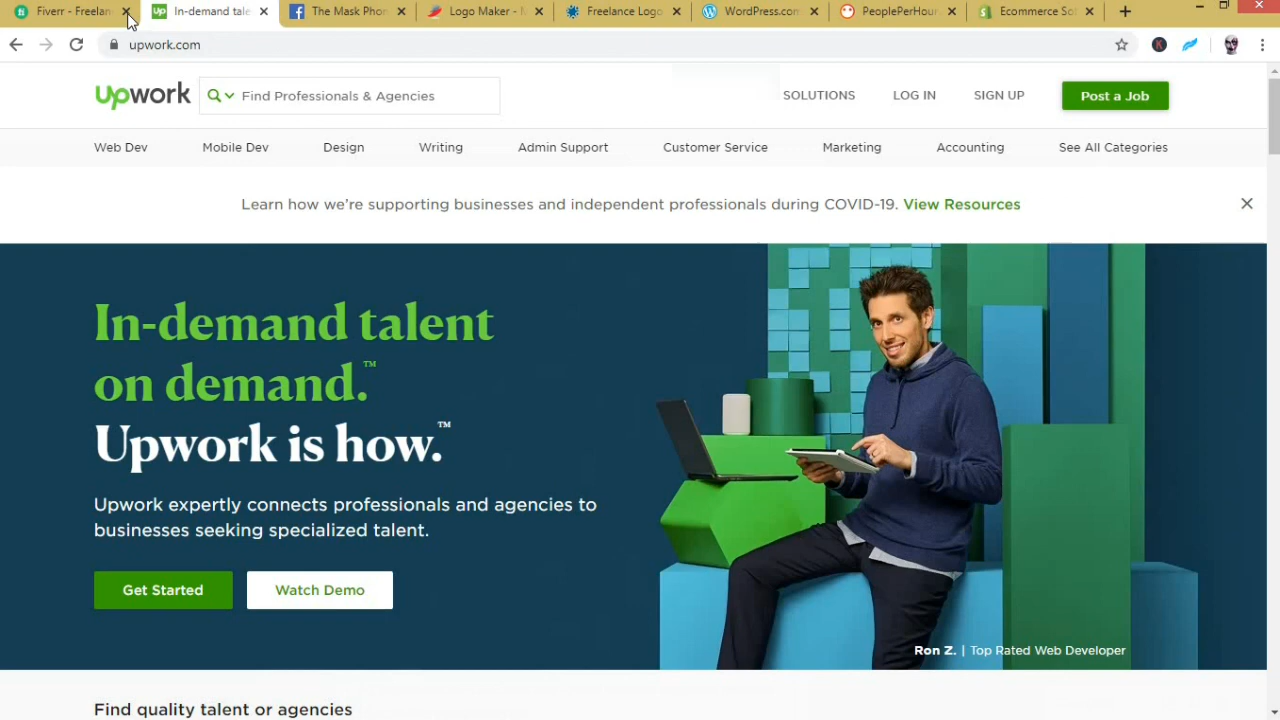 Fiverr - Freelan
In-demand tale
The Mask Phon
Logo Maker -
Freelance Logo
WordPress.com
PeoplePerHour
Ecommerce So
upwork.com
Upwork
Find Professionals & Agencies
SOLUTIONS
LOG IN
SIGN UP
Post a Job
Web Dev
Mobile Dev
Design
Writing
Admin Support
Customer Service
Marketing
Accounting
See All Categories
Learn how we're supporting businesses and independent professionals during COVID-19. View Resources
In-demand talent
on demand.™
Upwork is how.™
Upwork expertly connects professionals and agencies to
businesses seeking specialized talent.
Get Started
Watch Demo
Ron Z. | Top Rated Web Developer
Find quality talent or agencies